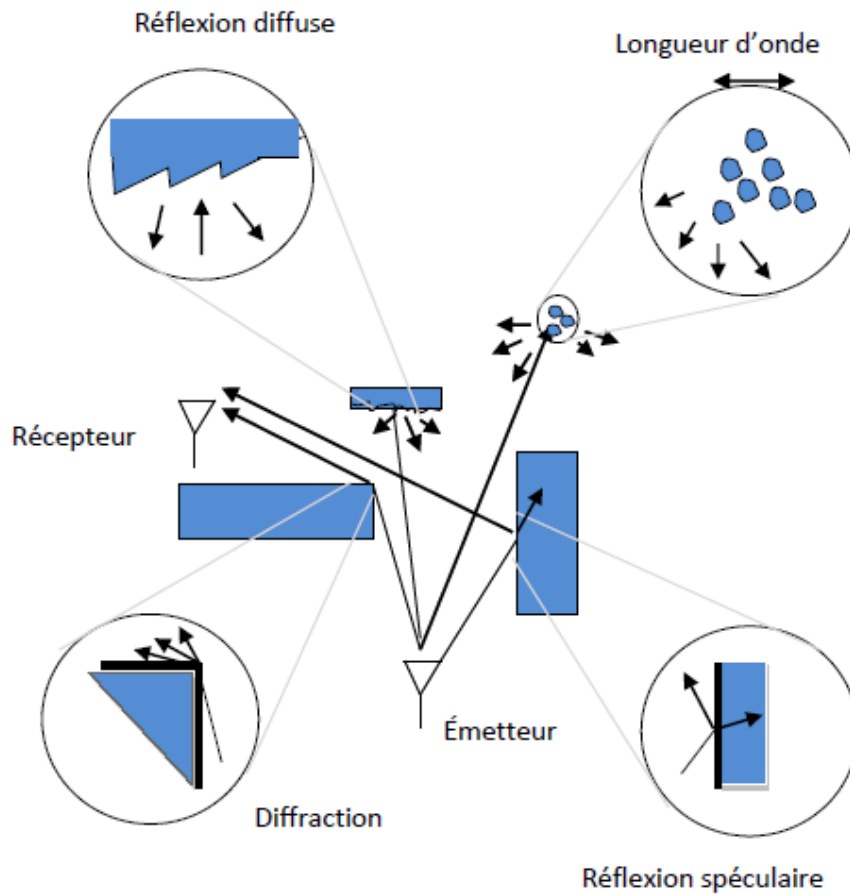 Réflexion diffuse
Longueur d’onde
Récepteur
Émetteur
Diffraction
Réflexion spéculaire